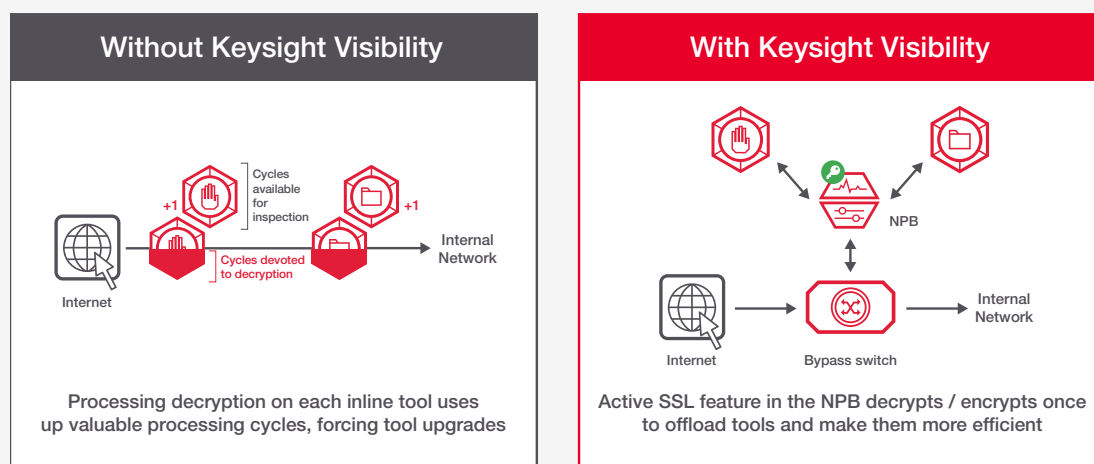 Without Keysight Visibility
Cycles
available
for
inspection
+1
+1
Internal
Network
Cycles devoted
to decryption
Internet
Processing decryption on each inline tool uses
up valuable processing cycles, forcing tool upgrades
With Keysight Visibility
NPB
Internal
Network
Internet
Bypass switch
Active SSL feature in the NPB decrypts / encrypts once
to offload tools and make them more efficient